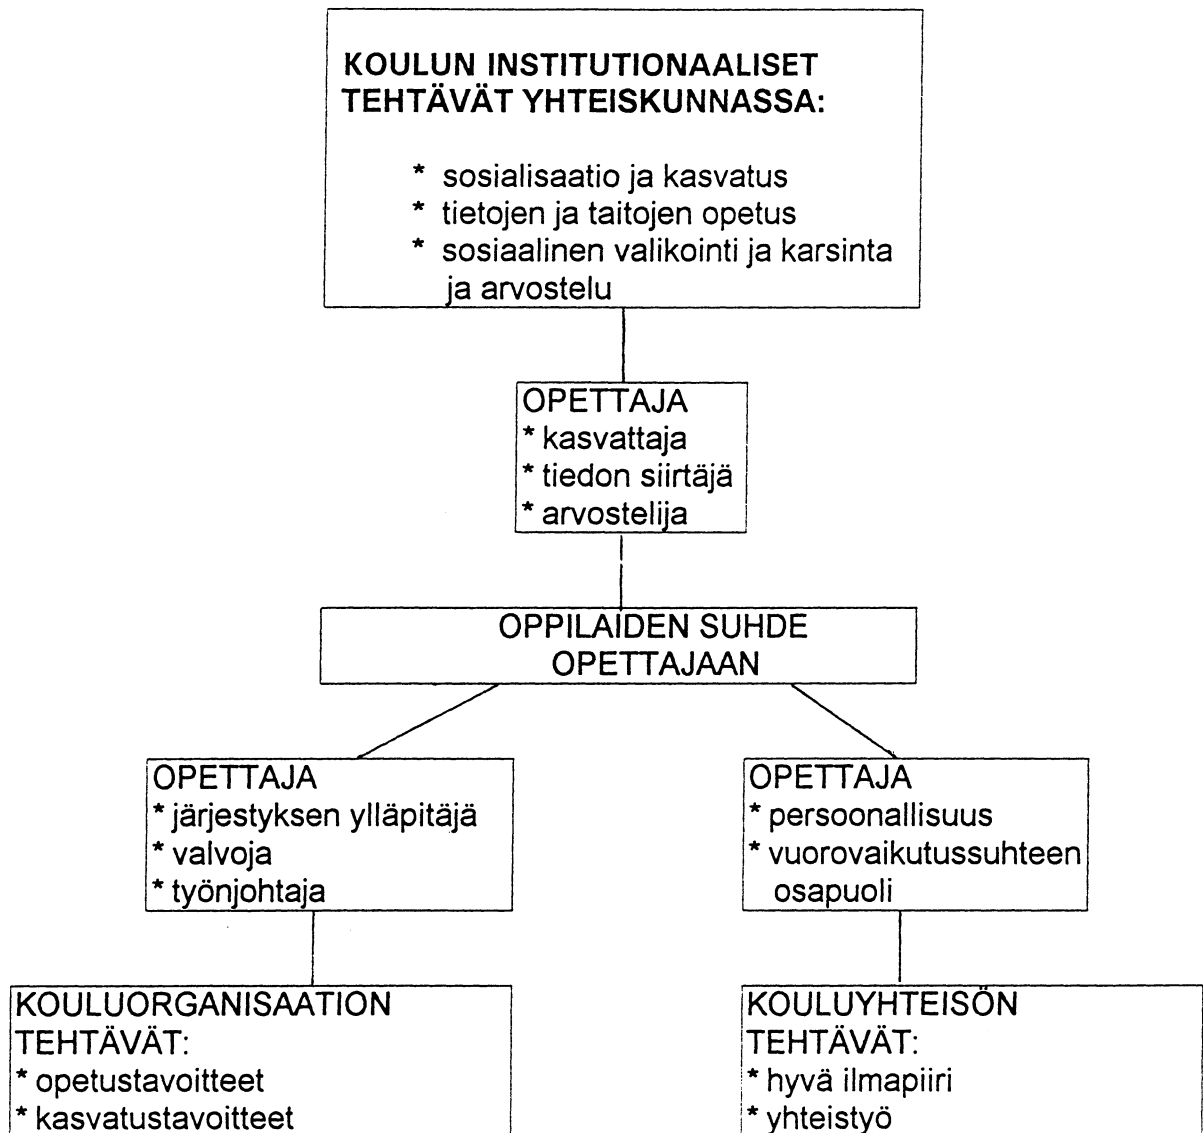 KOULUN INSTITUTIONAALISET
TEHTÄVÄT YHTEISKUNNASSA:
* sosialisaatio ja kasvatus
* tietojen ja taitojen opetus
* sosiaalinen valikointi ja karsinta
ja arvostelu
OPETTAJA
* kasvattaja
* tiedon siirtäjä
* arvostelija
OPPILAIDEN SUHDE
OPETTAJAAN
OPETTAJA
* järjestyksen ylläpitäjä
* valvoja
* työnjohtaja
OPETTAJA
* persoonallisuus
* vuorovaikutussuhteen
osapuoli
KOULUORGANISAATION
TEHTÄVÄT:
* opetustavoitteet
* kasvatustavoitteet
KOULUYHTEISÖN
TEHTÄVÄT:
* hyvä ilmapiiri
* yhteistyö